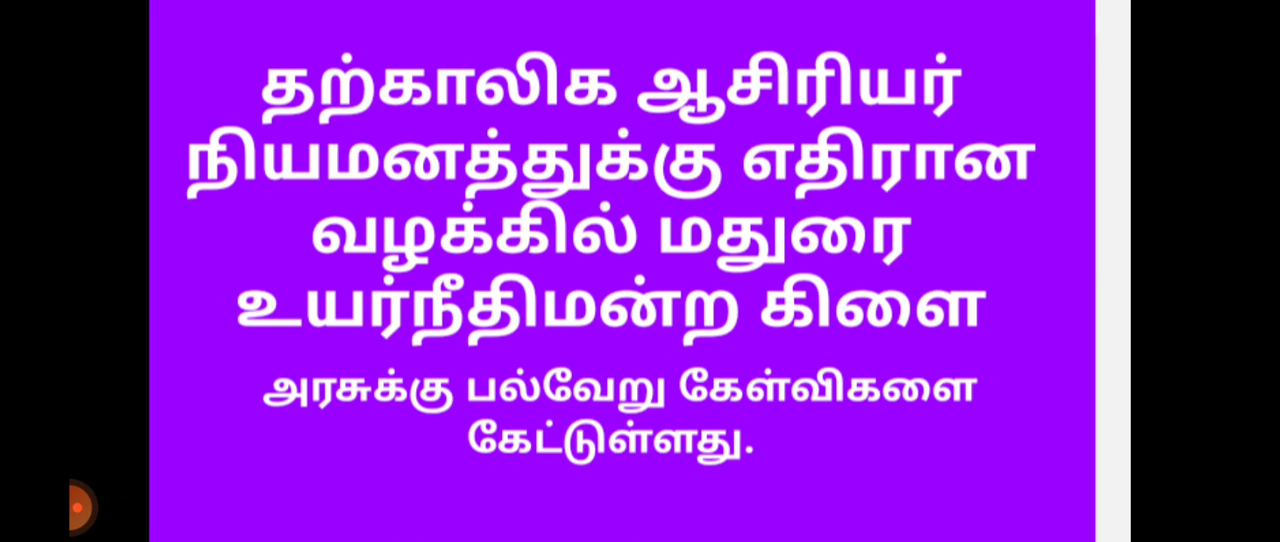 தற்காலிக ஆசிரியர்
நியமனத்துக்கு எதிரான
வழக்கில் மதுரை
உயர்நீதிமன்ற கிளை
அரசுக்கு பல்வேறு கேள்விகளை
கேட்டுள்ளது.